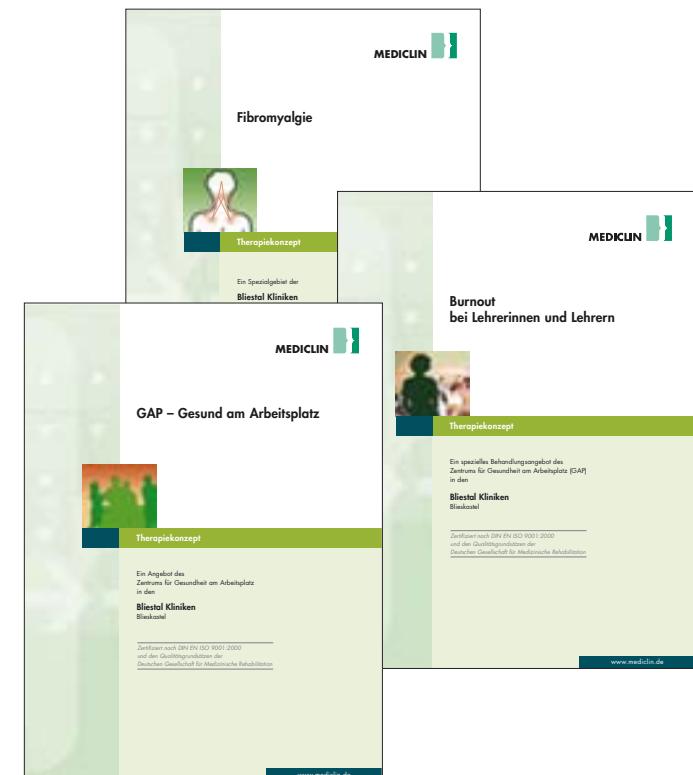 MEDICLIN
Fibromyalgie
Therapiekonzept
Ein Spezialgebiet der
Bliestal Kliniken
MEDICLIN
Burnout
bei Lehrerinnen und Lehrern
Therapiekonzept
Ein spezielles Behandlungsangebot des
Zentrums für Gesundheit am Arbeitsplatz (GAP)
in den
Bliestal Kliniken
Blieskastel
Zertifiziert nach DIN EN ISO 9001:2000
und den Qualitätsgrundsätzen der
Deutschen Gesellschaft für Medizinische Rehabilitation
www.mediclin.de
MEDICLIN
GAP – Gesund am Arbeitsplatz
Therapiekonzept
Ein Angebot des
Zentrums für Gesundheit am Arbeitsplatz
in den
Bliestal Kliniken
Blieskastel
Zertifiziert nach DIN EN ISO 9001:2000
und den Qualitätsgrundsätzen der
Deutschen Gesellschaft für Medizinische Rehabilitation
www.mediclin.de